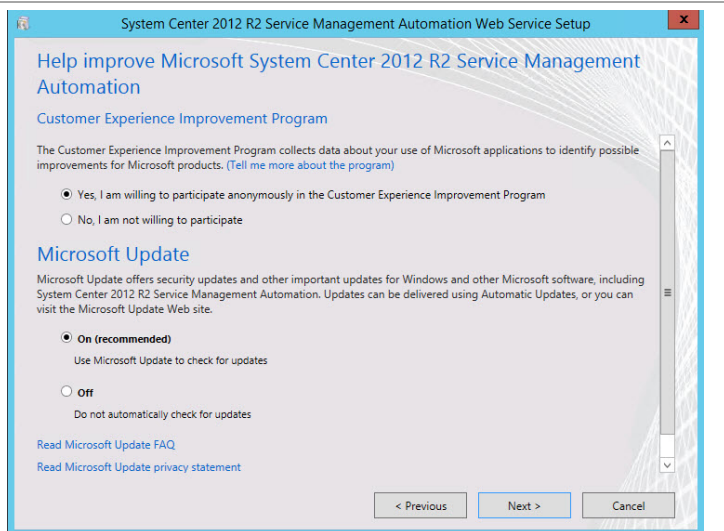 System Center 2012 R2 Service Management Automation Web Service Setup
x
Help improve Microsoft System Center 2012 R2 Service Management
Automation
Customer Experience Improvement Program
The Customer Experience Improvement Program collects data about your use of Microsoft applications to identify possible
improvements for Microsoft products. (Tell me more about the program)
Yes, I am willing to participate anonymously in the Customer Experience Improvement Program
No, I am not willing to participate
Microsoft Update
Microsoft Update offers security updates and other important updates for Windows and other Microsoft software, including
System Center 2012 R2 Service Management Automation. Updates can be delivered using Automatic Updates, or you can
visit the Microsoft Update Web site.
On (recommended)
Use Microsoft Update to check for updates
Off
Do not automatically check for updates
Read Microsoft Update FAQ
Read Microsoft Update privacy statement
< Previous Next > Cancel